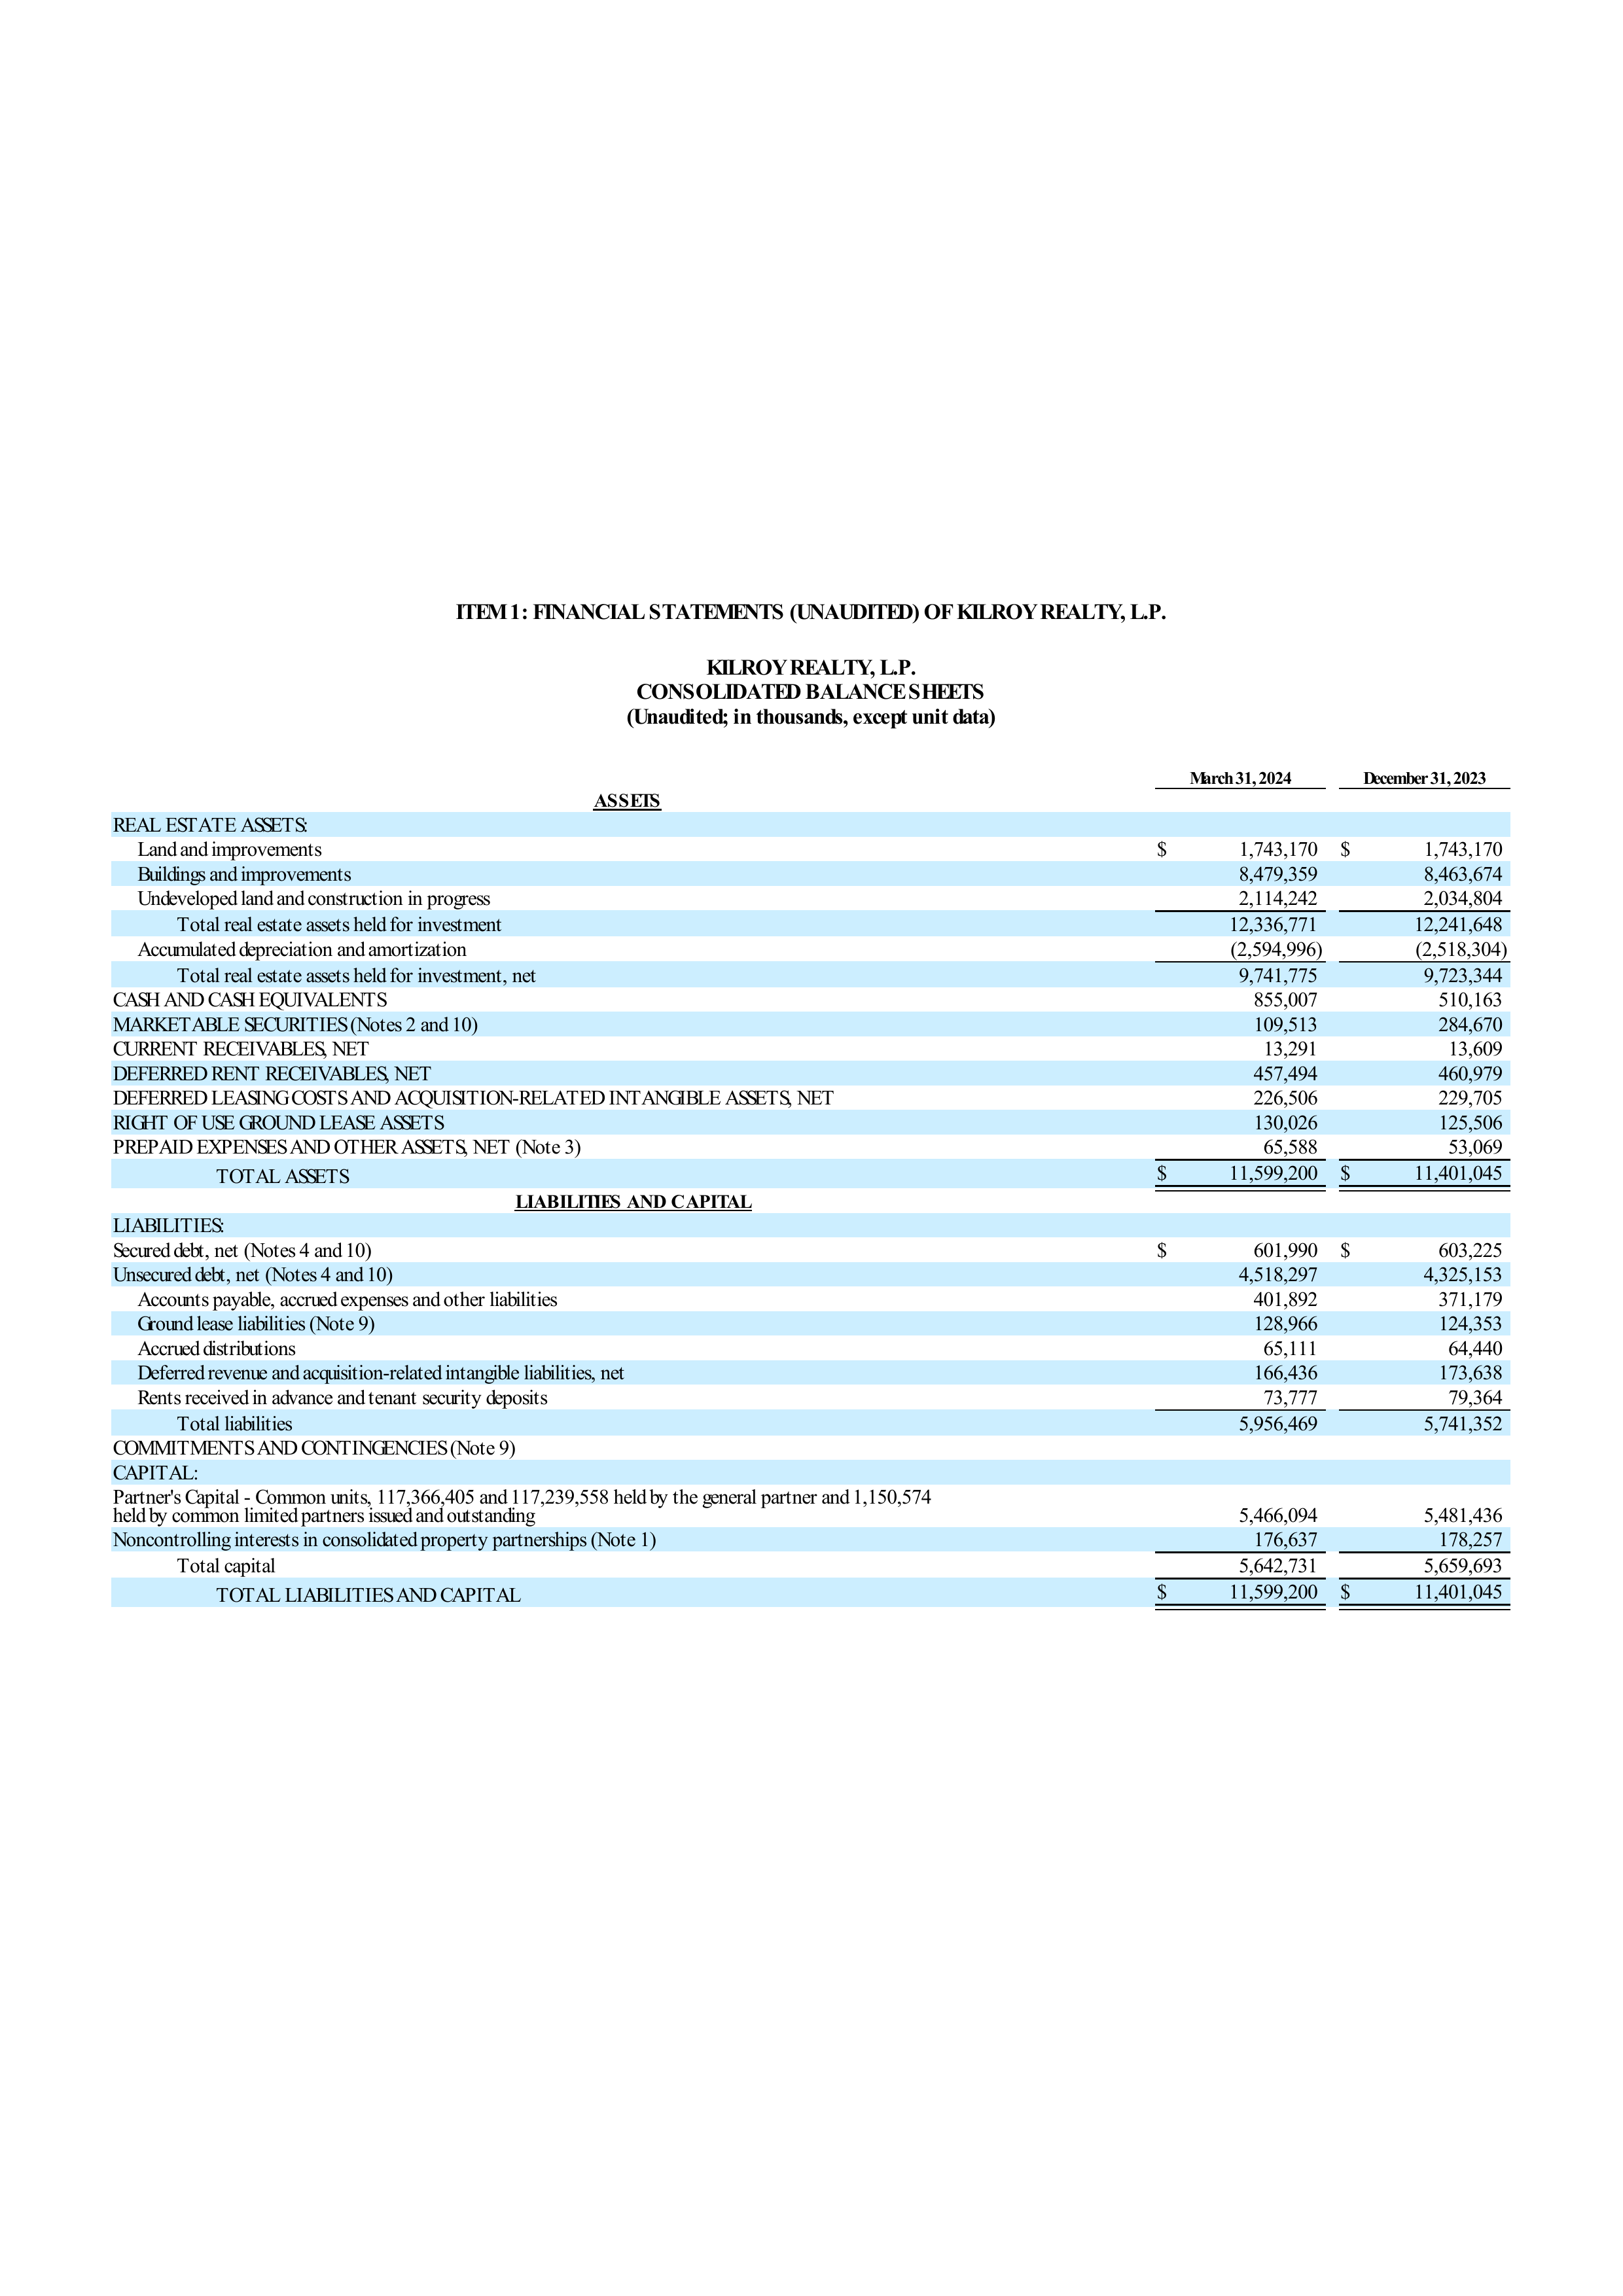 ITEM 1: FINANCIAL STATEMENTS (UNAUDITED) OF KILROY REALTY, L.P.
KILROY REALTY, L.P.
CONSOLIDATED BALANCE SHEETS
(Unaudited; in thousands, except unit data)
March 31, 2024 December 31, 2023
ASSETS
REAL ESTATE ASSETS:
Land and improvements $ 1,743,170 $ 1,743,170
Buildings and improvements 8,479,359 8,463,674
Undeveloped land and construction in progress 2,114,242 2,034,804
Total real estate assets held for investment 12,336,771 12,241,648
Accumulated depreciation and amortization (2,594,996) (2,518,304)
Total real estate assets held for investment, net 9,741,775 9,723,344
CASH AND CASH EQUIVALENTS 855,007 510,163
MARKETABLE SECURITIES (Notes 2 and 10) 109,513 284,670
CURRENT RECEIVABLES, NET 13,291 13,609
DEFERRED RENT RECEIVABLES, NET 457,494 460,979
DEFERRED LEASING COSTS AND ACQUISITION-RELATED INTANGIBLE ASSETS, NET 226,506 229,705
RIGHT OF USE GROUND LEASE ASSETS 130,026 125,506
PREPAID EXPENSES AND OTHER ASSETS, NET (Note 3) 65,588 53,069
TOTAL ASSETS $ 11,599,200 $ 11,401,045
LIABILITIES AND CAPITAL
LIABILITIES:
Secured debt, net (Notes 4 and 10) $ 601,990 $ 603,225
Unsecured debt, net (Notes 4 and 10) 4,518,297 4,325,153
Accounts payable, accrued expenses and other liabilities 401,892 371,179
Ground lease liabilities (Note 9) 128,966 124,353
Accrued distributions 65,111 64,440
Deferred revenue and acquisition-related intangible liabilities, net 166,436 173,638
Rents received in advance and tenant security deposits 73,777 79,364
Total liabilities 5,956,469 5,741,352
COMMITMENTS AND CONTINGENCIES (Note 9)
CAPITAL:
Partner's Capital - Common units, 117,366,405 and 117,239,558 held by the general partner and 1,150,574
held by common limited partners issued and outstanding 5,466,094 5,481,436
Noncontrolling interests in consolidated property partnerships (Note 1) 176,637 178,257
Total capital 5,642,731 5,659,693
TOTAL LIABILITIES AND CAPITAL $ 11,599,200 $ 11,401,045